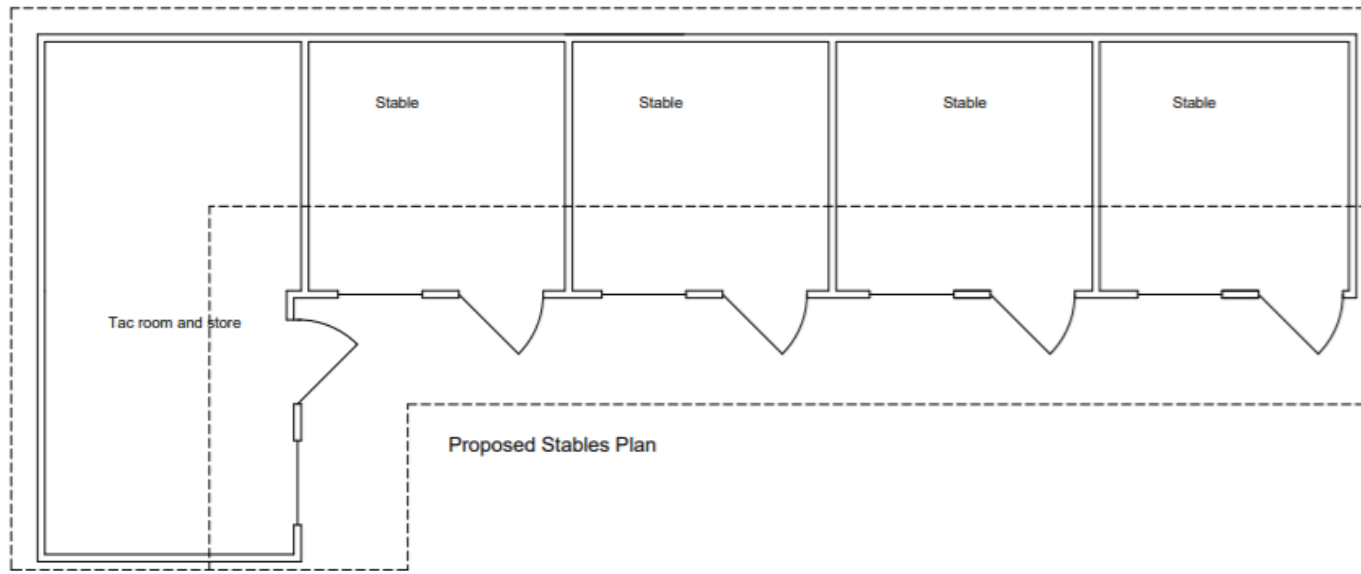 Stable
Stable
Stable
Stable
Tac room and store
Proposed Stables Plan